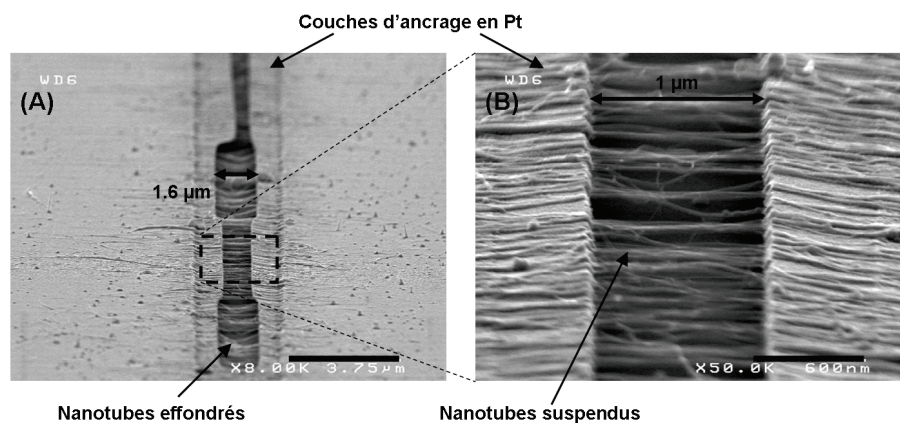 Couches d’ancrage en Pt
WD6
(A)
1.6 µm
X8.00K 3.75µm
WD6
(B)
1 µm
X50.0K 600nm
Nanotubes effondrés
Nanotubes suspendus